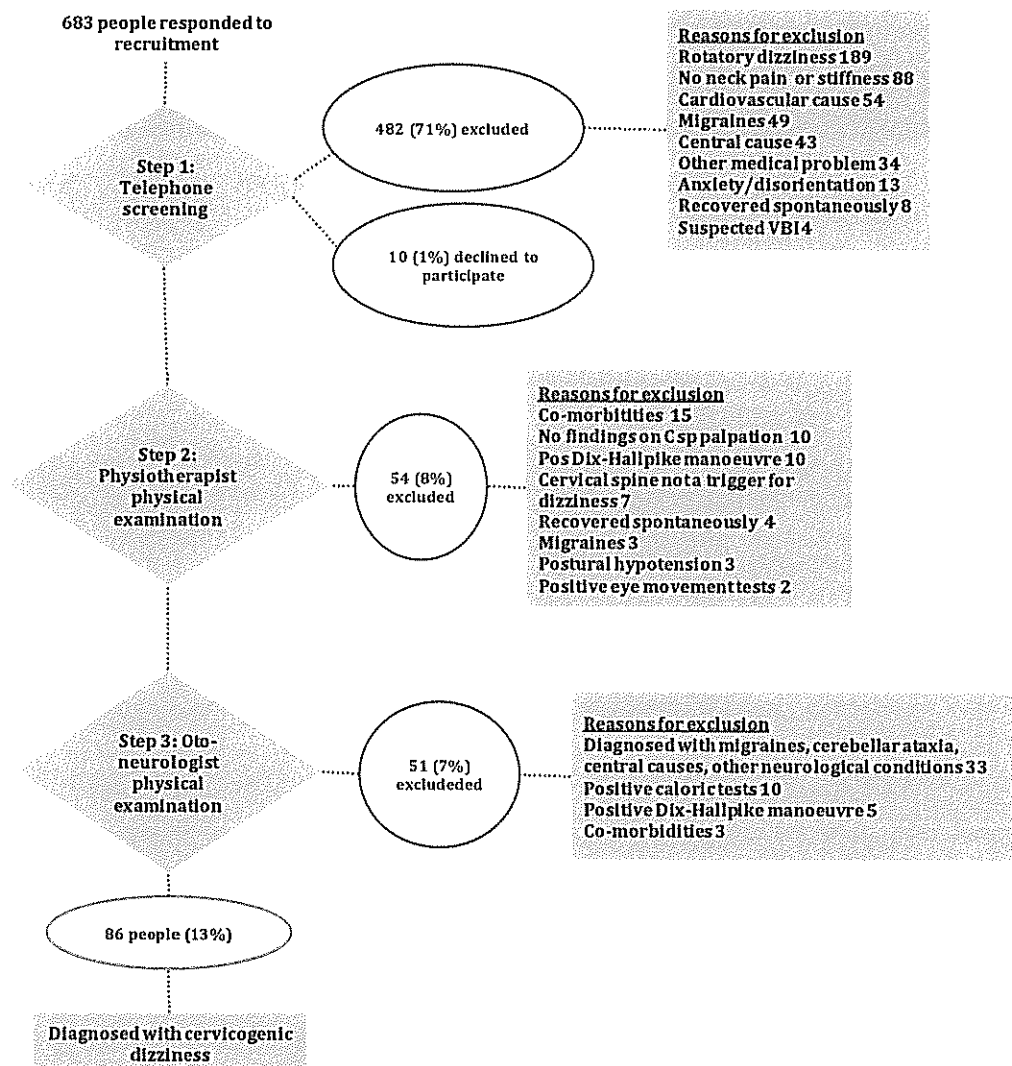 683 people responded to
recruitment
Reasons for exclusion
Rotatory dizziness 189
No neck pain or stiffness 88
Cardiovascular cause 54
Migraines 49
Central cause 43
Other medical problem 34
Anxiety/disorientation 13
Recovered spontaneously 8
Suspected VBI 4
482 (71%) excluded
Step 1:
Telephone
screening
10 (1%) declined to
participate
Step 2:
Physiotherapist
physical
examination
54 (8%)
excluded
Reasons for exclusion
Co-morbitities 15
No findings on Csp palpation 10
Pos Dix-Hallpike manoeuvre 10
Cervical spine not a trigger for
dizziness 7
Recovered spontaneously 4
Migraines 3
Postural hypotension 3
Positive eye movement tests 2
Step 3: Oto-
neurologist
physical
examination
51 (7%)
excludeded
Reasons for exclusion
Diagnosed with migraines, cerebellar ataxia,
central causes, other neurological conditions 33
Positive caloric tests 10
Positive Dix-Hallpike manoeuvre 5
Co-morbidities 3
86 people (13%)
Diagnosed with cervicogenic
dizziness